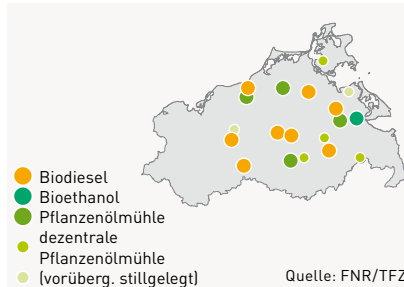 Biodiesel
Bioethanol
Pflanzenölmühle
dezentrale
Pflanzenölmühle
(vorüberg. stillgelegt)
Quelle: FNR/TFZ